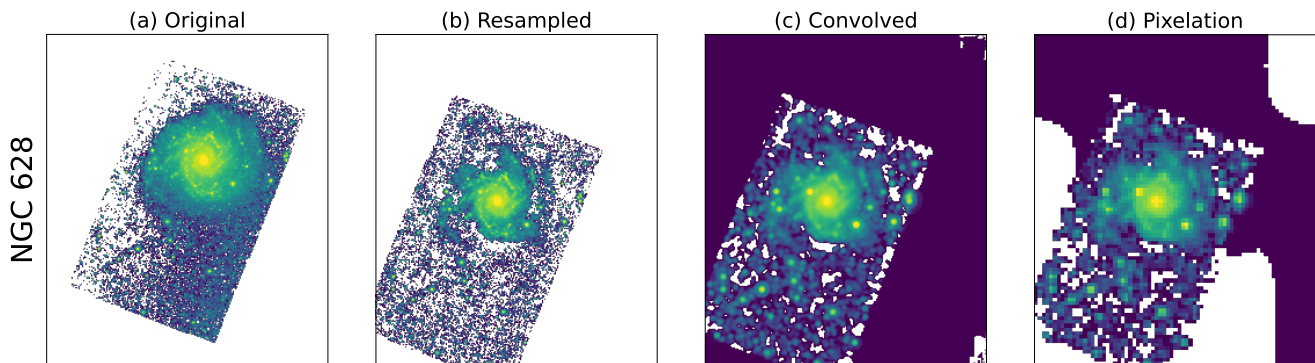 (a) Original
(b) Resampled
(c) Convolved
(d) Pixelation
NGC 628